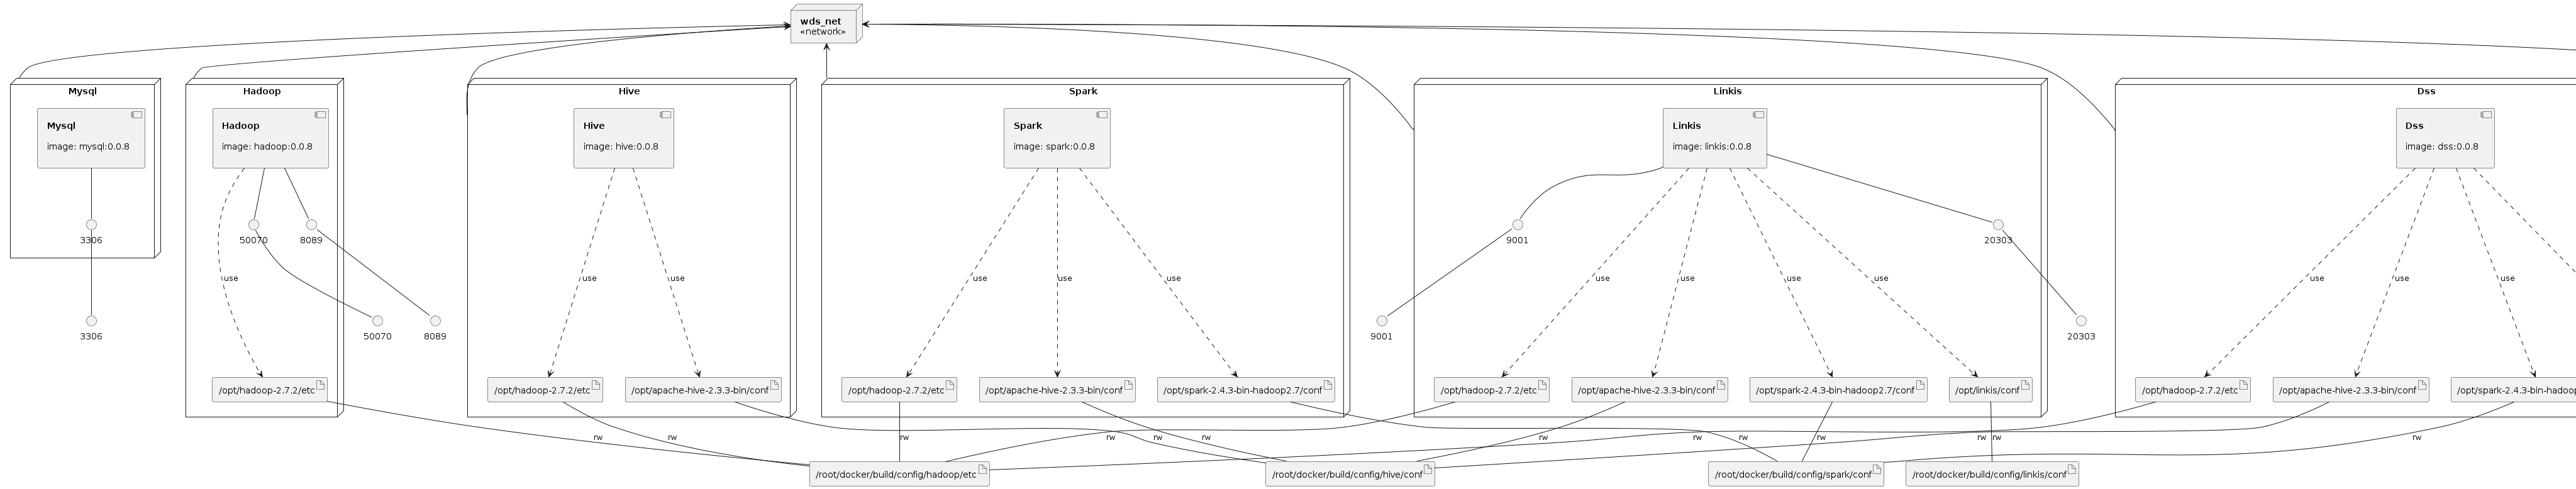 wds_net
«network»
Mysql
Hadoop
Hive
Spark
Linkis
Dss
Mysql
image: mysql:0.0.8
Hadoop
image: hadoop:0.0.8
Hive
image: hive:0.0.8
Spark
image: spark:0.0.8
Linkis
image: linkis:0.0.8
Dss
image: dss:0.0.8
3306
50070
8089
9001
20303
use
use
use
use
use
use
use
use
use
use
use
use
use
3306
50070
8089
9001
20303
/opt/hadoop-2.7.2/etc
/opt/hadoop-2.7.2/etc
/opt/apache-hive-2.3.3-bin/conf
/opt/hadoop-2.7.2/etc
/opt/apache-hive-2.3.3-bin/conf
/opt/spark-2.4.3-bin-hadoop2.7/conf
/opt/hadoop-2.7.2/etc
/opt/apache-hive-2.3.3-bin/conf
/opt/spark-2.4.3-bin-hadoop2.7/conf
/opt/linkis/conf
/opt/hadoop-2.7.2/etc
/opt/apache-hive-2.3.3-bin/conf
/opt/spark-2.4.3-bin-hadoop
rw
rw
rw
rw
rw
rw
rw
rw
rw
rw
rw
rw
rw
/root/docker/build/config/hadoop/etc
/root/docker/build/config/hive/conf
/root/docker/build/config/spark/conf
/root/docker/build/config/linkis/conf